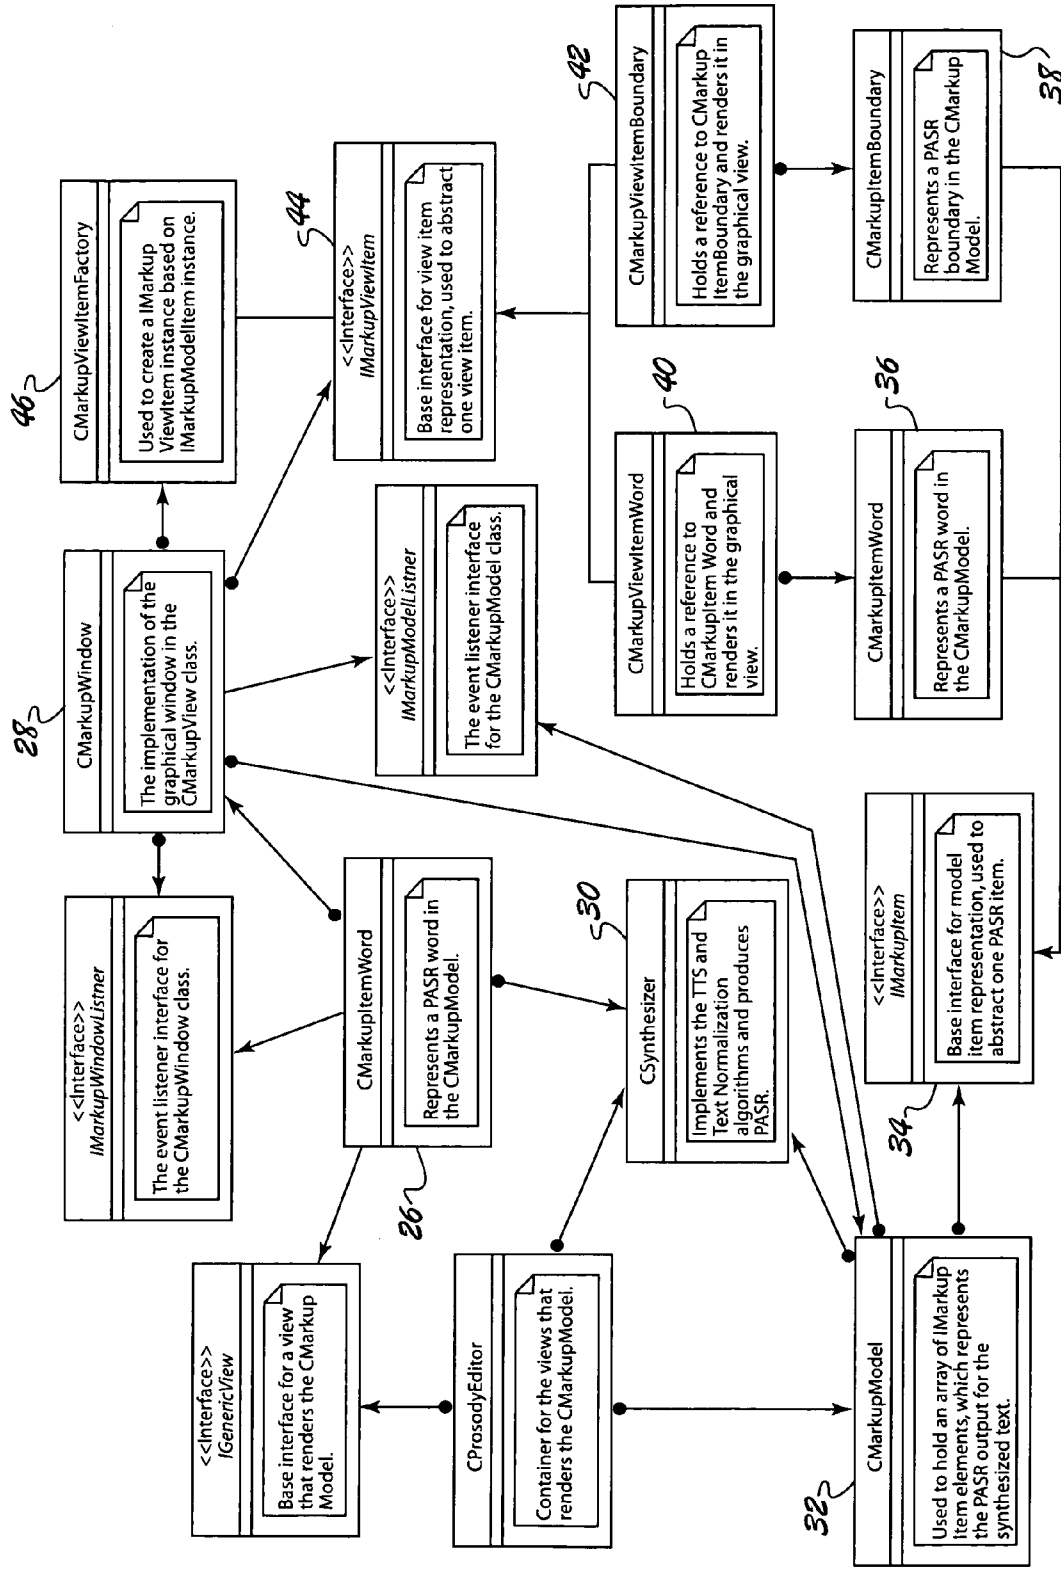 <<Interface>>
IGenericView
Base interface for a view
that renders the CMarkup
Model.
<<Interface>>
IMarkupWindowListner
The event listener interface for
the CMarkupWindow class.
28
CMarkupWindow
The implementation of the
graphical window in the
CMarkupView class.
46
CMarkupViewItemFactory
Used to create a IMarkup
ViewItem instance based on
IMarkupModelItem instance.
CProsodyEditor
Container for the views that
renders the CMarkupModel.
26
CMarkupItemWord
Represents a PASR word in
the CMarkupModel.
<<Interface>>
IMarkupModelListner
The event listener interface
for the CMarkupModel class.
44
<<Interface>>
IMarkupViewItem
Base interface for view item
representation, used to abstract
one view item.
30
CSynthesizer
Implements the TTS and
Text Normalization
algorithms and produces
PASR.
40
CMarkupViewItemWord
Holds a reference to
CMarkupItem Word and
renders it in the graphical
view.
42
CMarkupViewItemBoundary
Holds a reference to CMarkup
ItemBoundary and renders it in
the graphical view.
32
CMarkupModel
Used to hold an array of IMarkup
Item elements, which represents
the PASR output for the
synthesized text.
34
<<Interface>>
IMarkupItem
Base interface for model
item representation, used to
abstract one PASR item.
36
CMarkupItemWord
Represents a PASR word in
the CMarkupModel.
38
CMarkupItemBoundary
Represents a PASR
boundary in the CMarkup
Model.